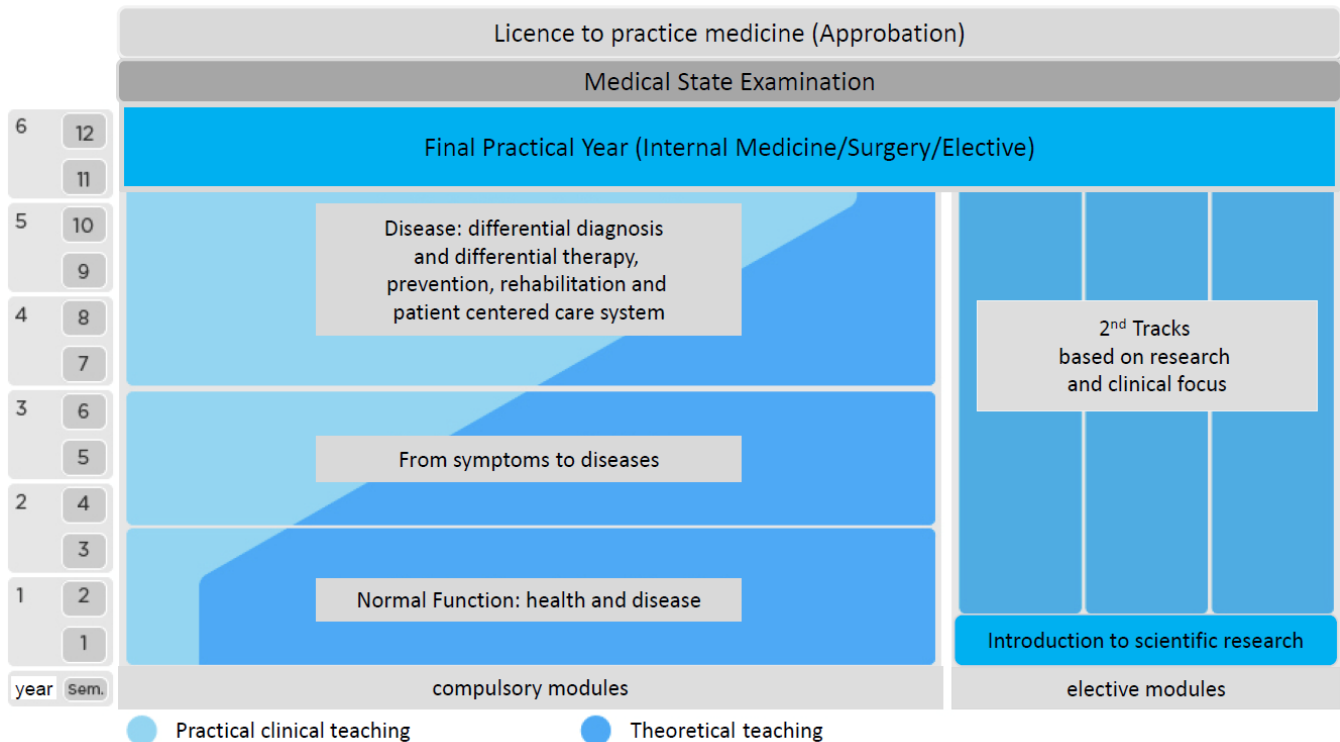 Licence to practice medicine (Approbation)
Medical State Examination
6
12
Final Practical Year (Internal Medicine/Surgery/Elective)
11
5
10
Disease: differential diagnosis
and differential therapy,
prevention, rehabilitation and
patient centered care system
9
4
8
7
2nd Tracks
based on research
and clinical focus
3
6
5
From symptoms to diseases
2
4
3
1
2
Normal Function: health and disease
1
Introduction to scientific research
year Sem.
compulsory modules
elective modules
Practical clinical teaching
Theoretical teaching